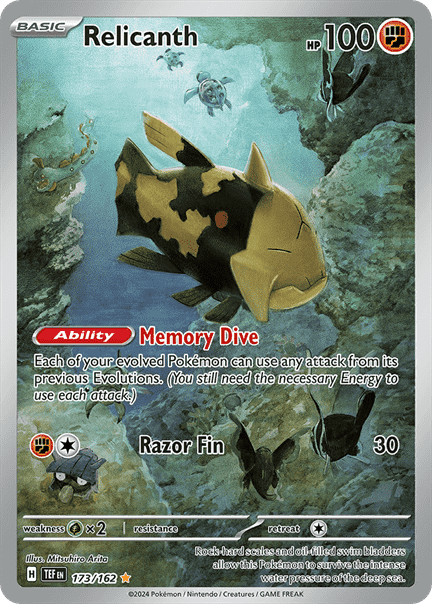 BASIC
Relicanth
HP 100
Ability Memory Dive
Each of your evolved Pokémon can use any attack from its
previous Evolutions. (You still need the necessary Energy to
use each attack.)
Razor Fin 30
weakness ×2 resistance retreat
Illus. Mitsuhiro Arita
Rock-hard scales and oil-filled swim bladders
allow this Pokémon to survive the intense
water pressure of the deep sea.
H TEF EN 173/162
©2024 Pokémon / Nintendo / Creatures / GAME FREAK